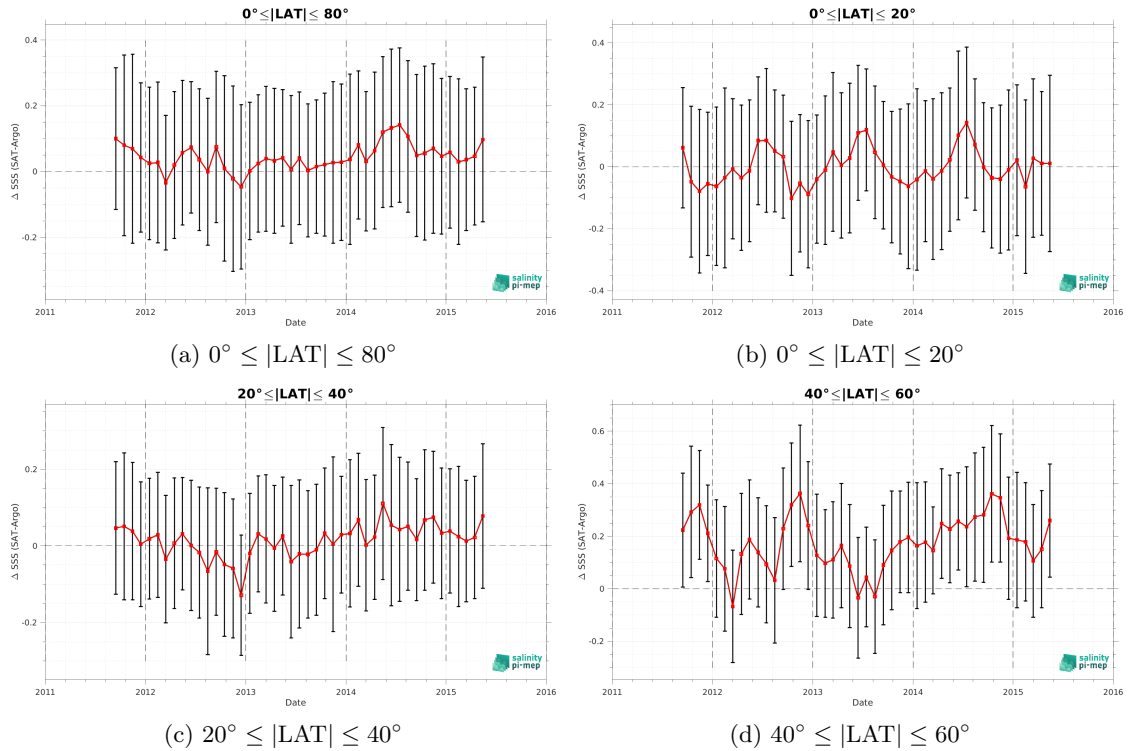 0°≤|LAT|≤ 80°
Δ SSS (SAT-Argo)
0.4
0.2
0
-0.2
salinity
pi-mep
2011 2012 2013 2014 2015 2016
Date
(a) 0° ≤ |LAT| ≤ 80°
0°≤|LAT|≤ 20°
Δ SSS (SAT-Argo)
0.4
0.2
0
-0.2
-0.4
salinity
pi-mep
2011 2012 2013 2014 2015 2016
Date
(b) 0° ≤ |LAT| ≤ 20°
20°≤|LAT|≤ 40°
Δ SSS (SAT-Argo)
0.2
0
-0.2
salinity
pi-mep
2011 2012 2013 2014 2015 2016
Date
(c) 20° ≤ |LAT| ≤ 40°
40°≤|LAT|≤ 60°
Δ SSS (SAT-Argo)
0.6
0.4
0.2
0
-0.2
salinity
pi-mep
2011 2012 2013 2014 2015 2016
Date
(d) 40° ≤ |LAT| ≤ 60°